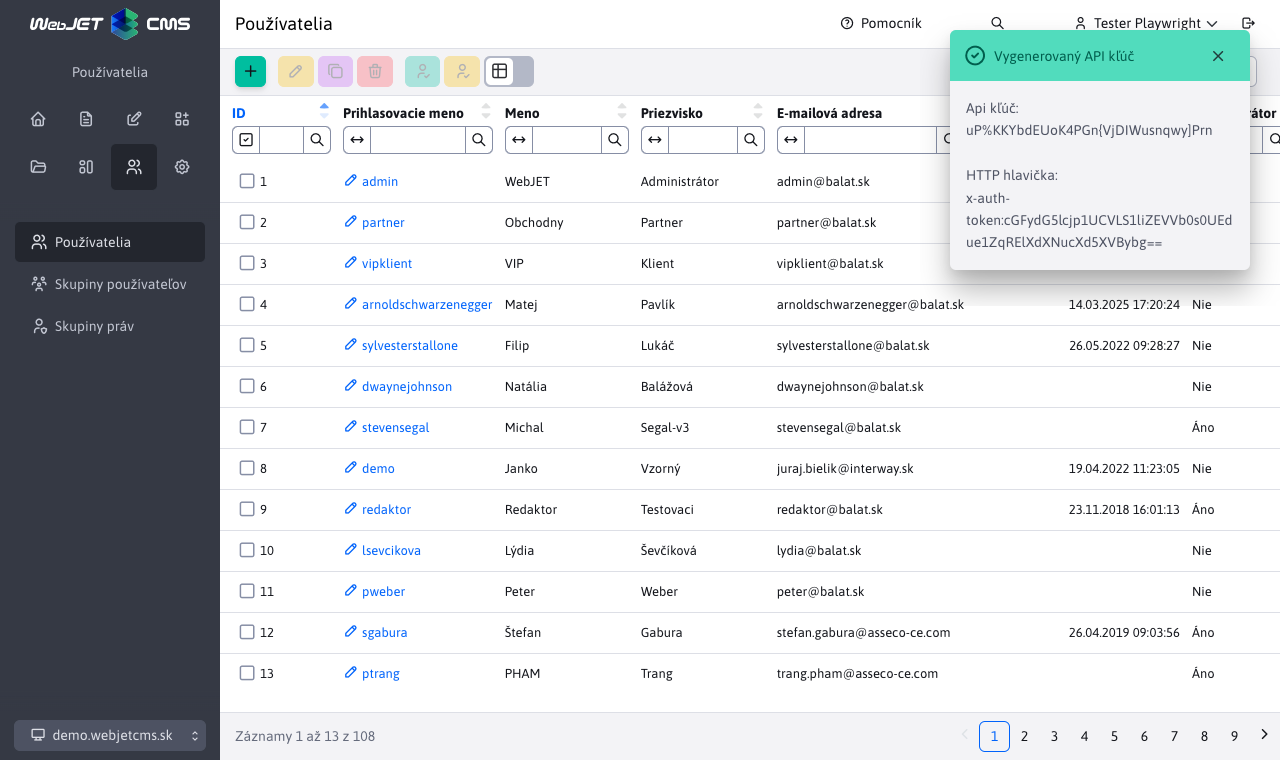 WebJET CMS
Používatelia
Používatelia
Skupiny používateľov
Skupiny práv
demo.webjetcms.sk
Používatelia
Pomocník
Tester Playwright
Vygenerovaný API kľúč
Api kľúč:
uP%KKYbdEUoK4PGn{VjDIWusnqwy]Prn
HTTP hlavička:
x-auth-
token:cGFydG5lcjp1UCVLS1liZEVVb0s0UEd
ue1ZqRElXdXNucXd5XVBybg==
ID Prihlasovacie meno Meno Priezvisko E-mailová adresa
1 admin WebJET Administrátor admin@balat.sk
2 partner Obchodny Partner partner@balat.sk
3 vipklient VIP Klient vipklient@balat.sk
4 arnoldschwarzenegger Matej Pavlík arnoldschwarzenegger@balat.sk 14.03.2025 17:20:24 Nie
5 sylvesterstallone Filip Lukáč sylvesterstallone@balat.sk 26.05.2022 09:28:27 Nie
6 dwaynejohnson Natália Balážová dwaynejohnson@balat.sk Nie
7 stevensegal Michal Segal-v3 stevensegal@balat.sk Áno
8 demo Janko Vzorný juraj.bielik@interway.sk 19.04.2022 11:23:05 Nie
9 redaktor Redaktor Testovaci redaktor@balat.sk 23.11.2018 16:01:13 Áno
10 lsevcikova Lýdia Ševčíková lydia@balat.sk Nie
11 pweber Peter Weber peter@balat.sk Nie
12 sgabura Štefan Gabura stefan.gabura@asseco-ce.com 26.04.2019 09:03:56 Áno
13 ptrang PHAM Trang trang.pham@asseco-ce.com Áno
Záznamy 1 až 13 z 108
1 2 3 4 5 6 7 8 9